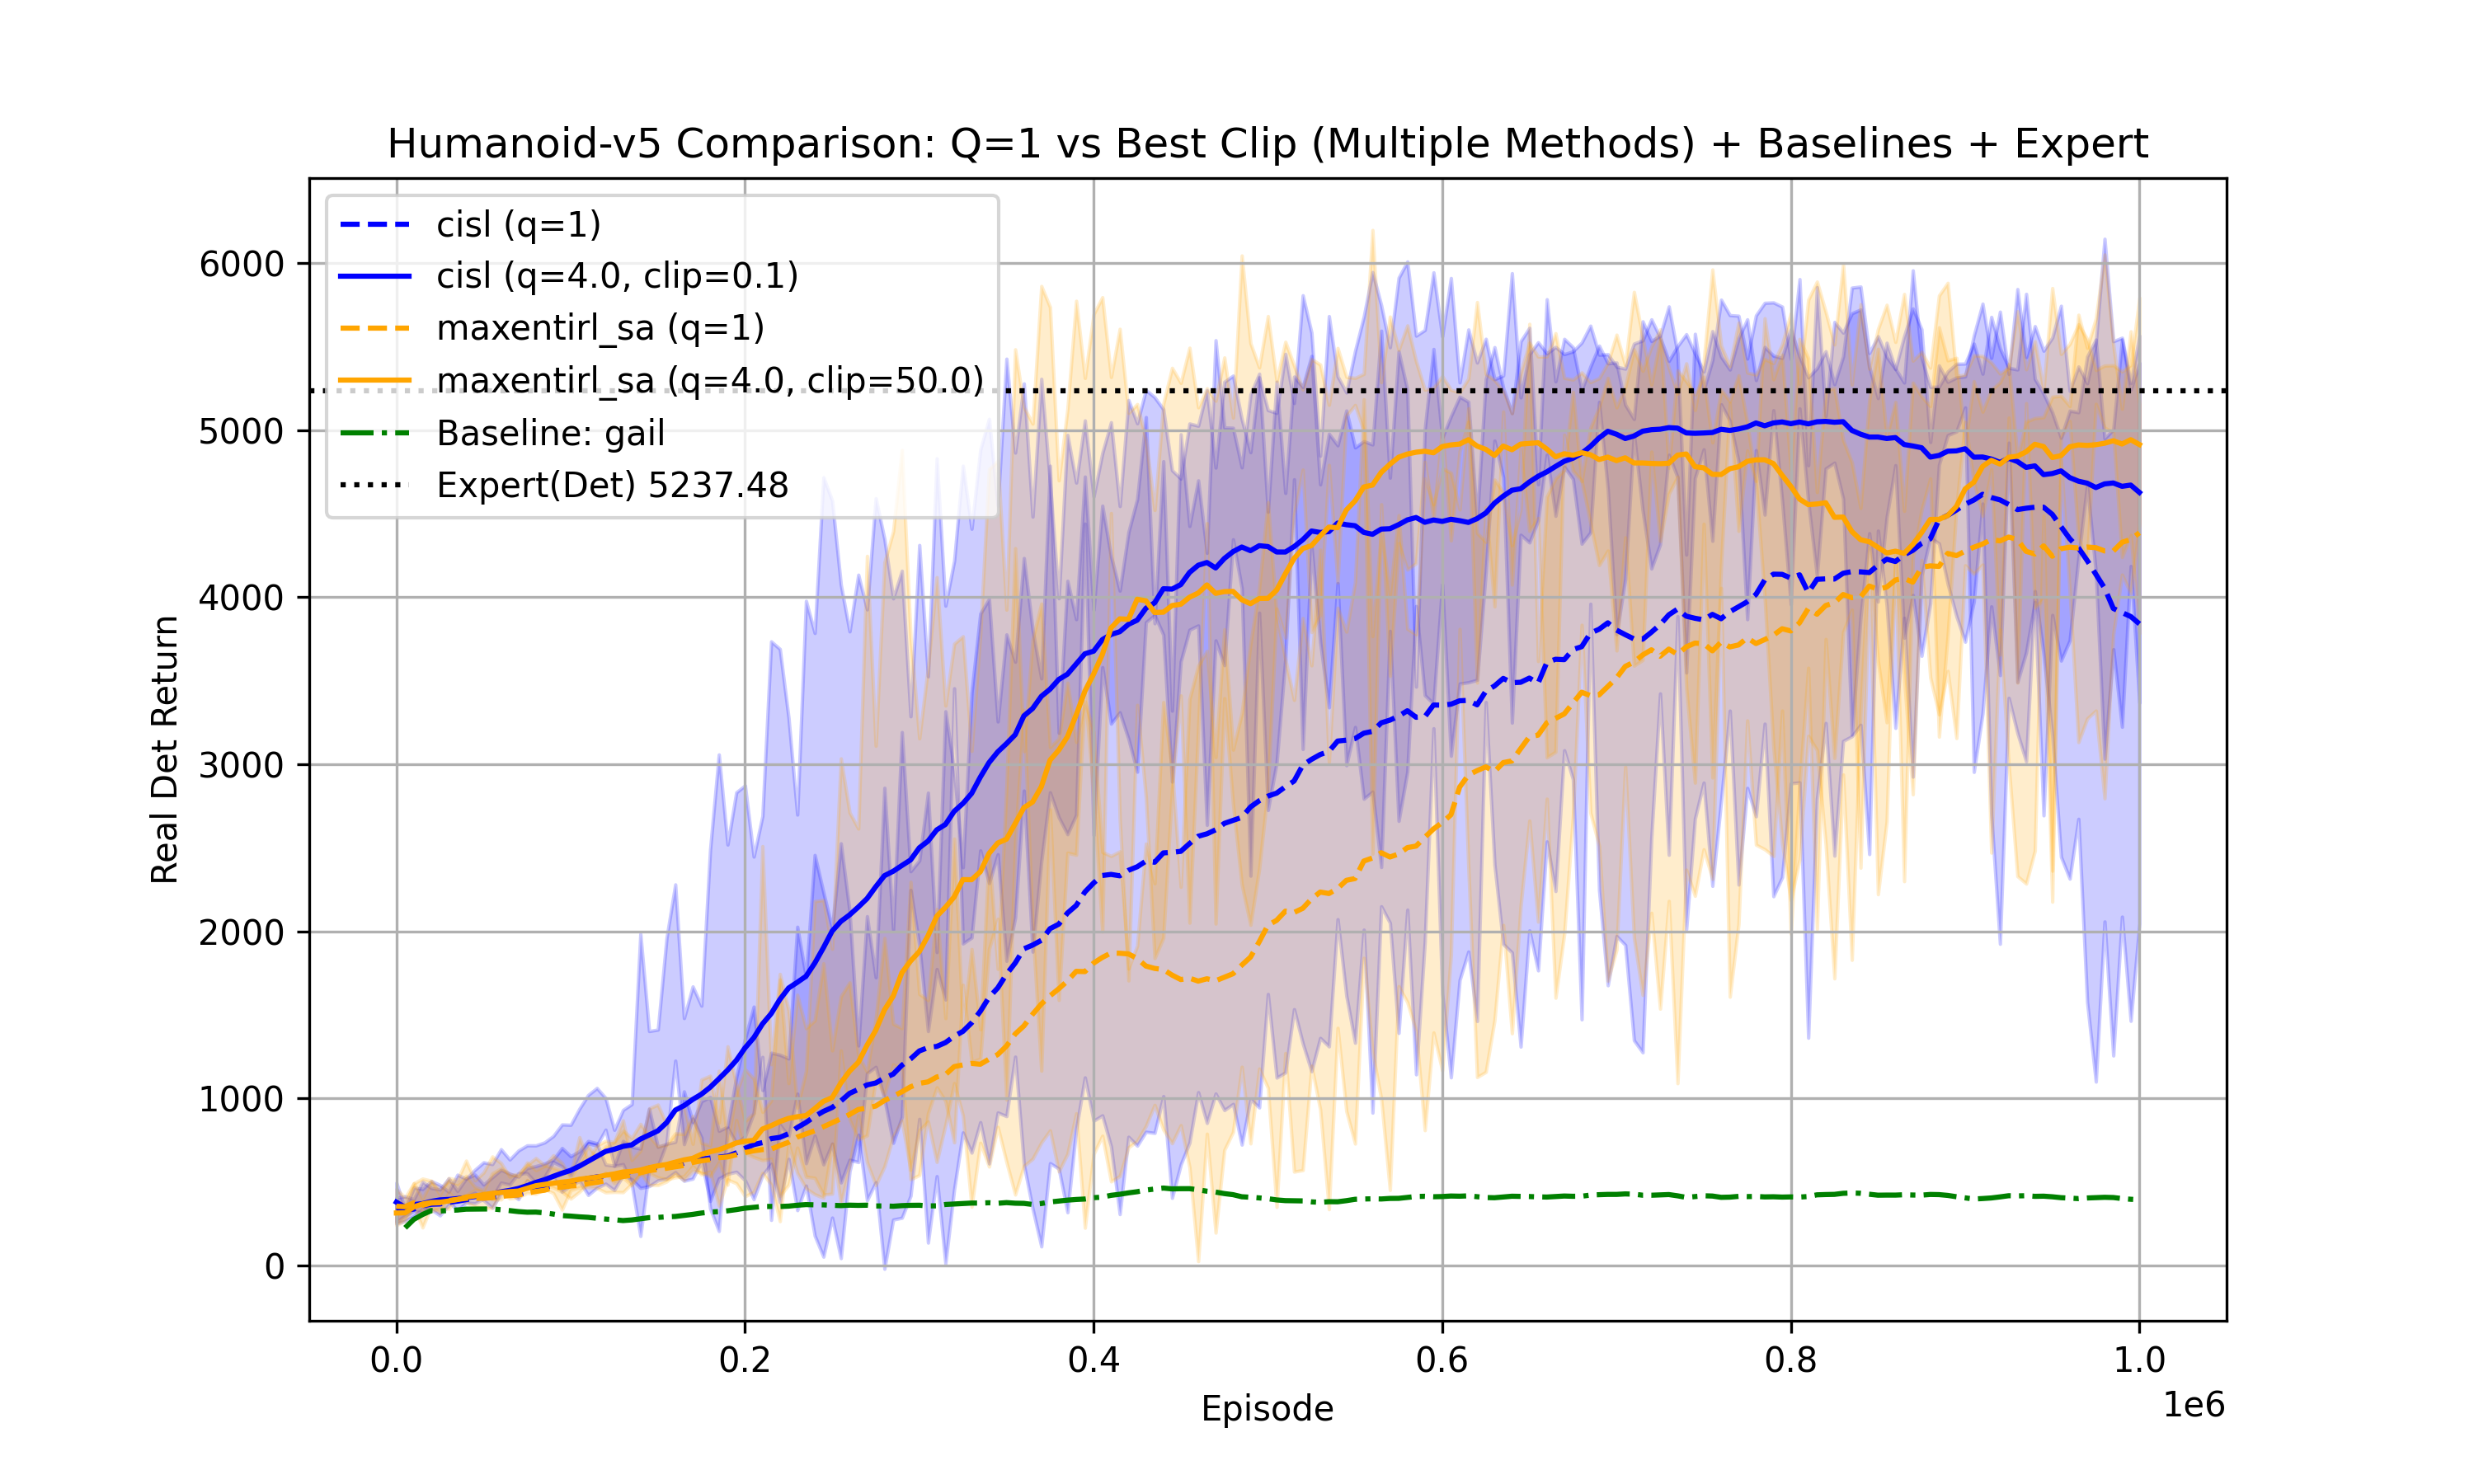 Humanoid-v5 Comparison: Q=1 vs Best Clip (Multiple Methods) + Baselines + Expert
cisl (q=1)
cisl (q=4.0, clip=0.1)
maxentirl_sa (q=1)
maxentirl_sa (q=4.0, clip=50.0)
Baseline: gail
Expert(Det) 5237.48
Real Det Return
6000
5000
4000
3000
2000
1000
0
0.0 0.2 0.4 0.6 0.8 1.0
1e6
Episode